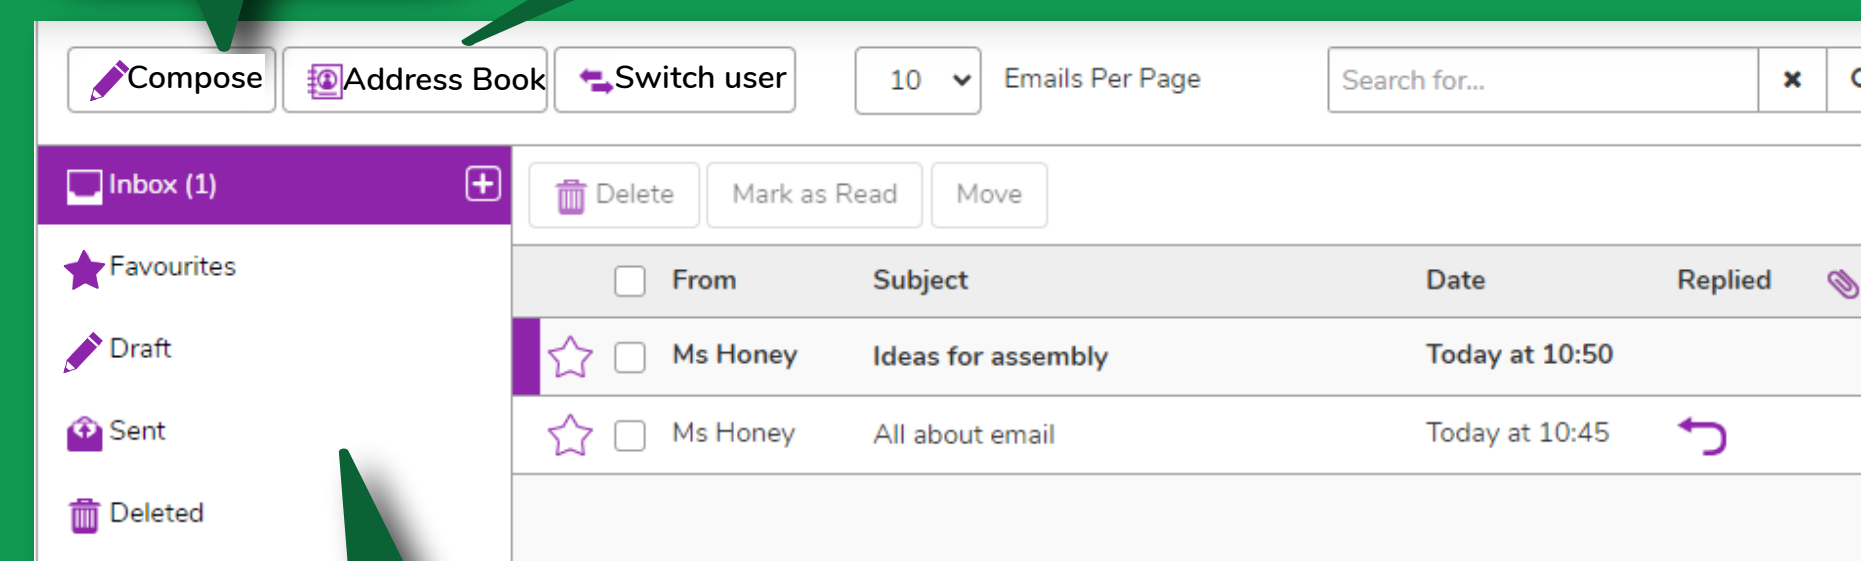 Compose Address Book Switch user 10 Emails Per Page Search for...
Inbox (1)
Delete Mark as Read Move
Favourites
From Subject Date Replied
Draft
Ms Honey Ideas for assembly Today at 10:50
Sent
Ms Honey All about email Today at 10:45
Deleted